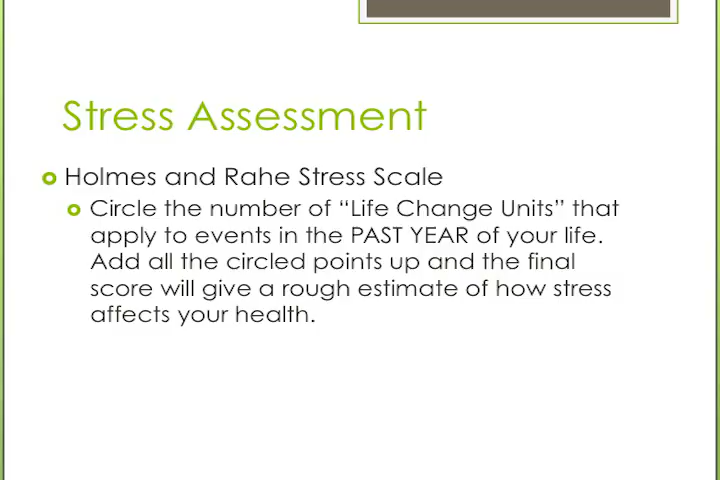 Stress Assessment
Holmes and Rahe Stress Scale
Circle the number of “Life Change Units” that
apply to events in the PAST YEAR of your life.
Add all the circled points up and the final
score will give a rough estimate of how stress
affects your health.